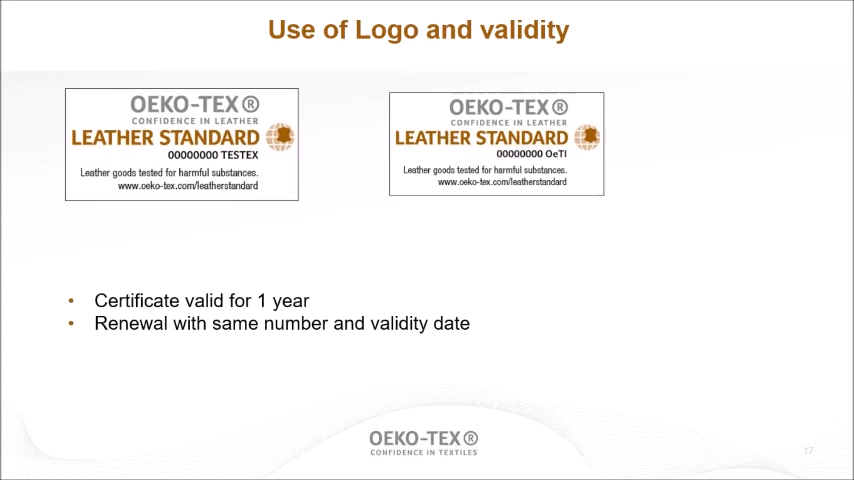 Use of Logo and validity
OEKO-TEX®
CONFIDENCE IN LEATHER
LEATHER STANDARD
00000000 TESTEX
Leather goods tested for harmful substances.
www.oeko-tex.com/leatherstandard
OEKO-TEX®
CONFIDENCE IN LEATHER
LEATHER STANDARD
00000000 OeTI
Leather goods tested for harmful substances.
www.oeko-tex.com/leatherstandard
• Certificate valid for 1 year
• Renewal with same number and validity date
OEKO-TEX®
CONFIDENCE IN TEXTILES
17